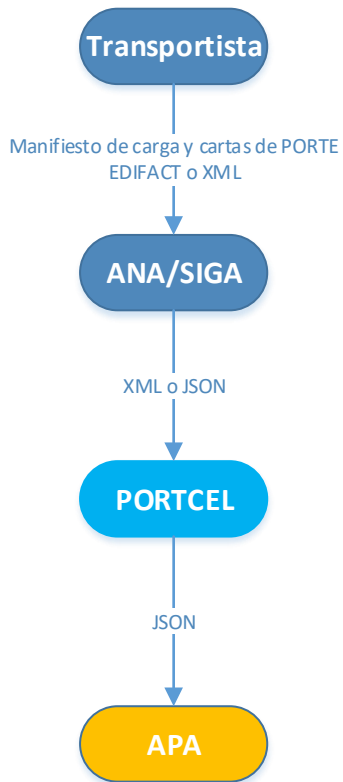 Transportista
Manifiesto de carga y cartas de PORTE
EDIFACT o XML
ANA/SIGA
XML o JSON
PORTCEL
JSON
APA